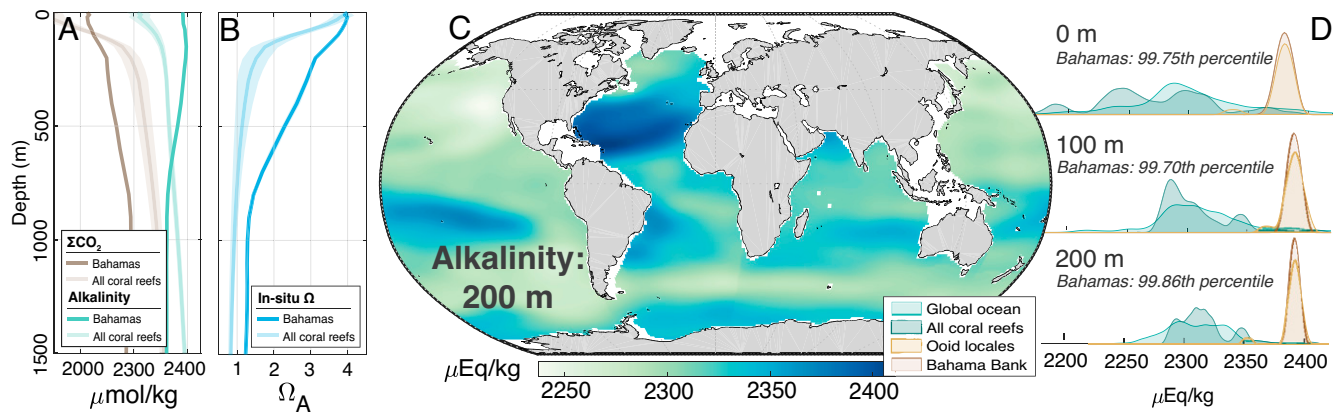 A
B
C
D
0
500
1000
1500
Depth (m)
ΣCO₂
Bahamas
All coral reefs
Alkalinity
Bahamas
All coral reefs
2000
2300
2400
μmol/kg
In-situ Ω
Bahamas
All coral reefs
1
2
3
4
Ω_A
Alkalinity:
200 m
μEq/kg
2250
2300
2350
2400
Global ocean
All coral reefs
Ooid locales
Bahama Bank
0 m
Bahamas: 99.75th percentile
100 m
Bahamas: 99.70th percentile
200 m
Bahamas: 99.86th percentile
2200
2250
2300
2350
2400
μEq/kg